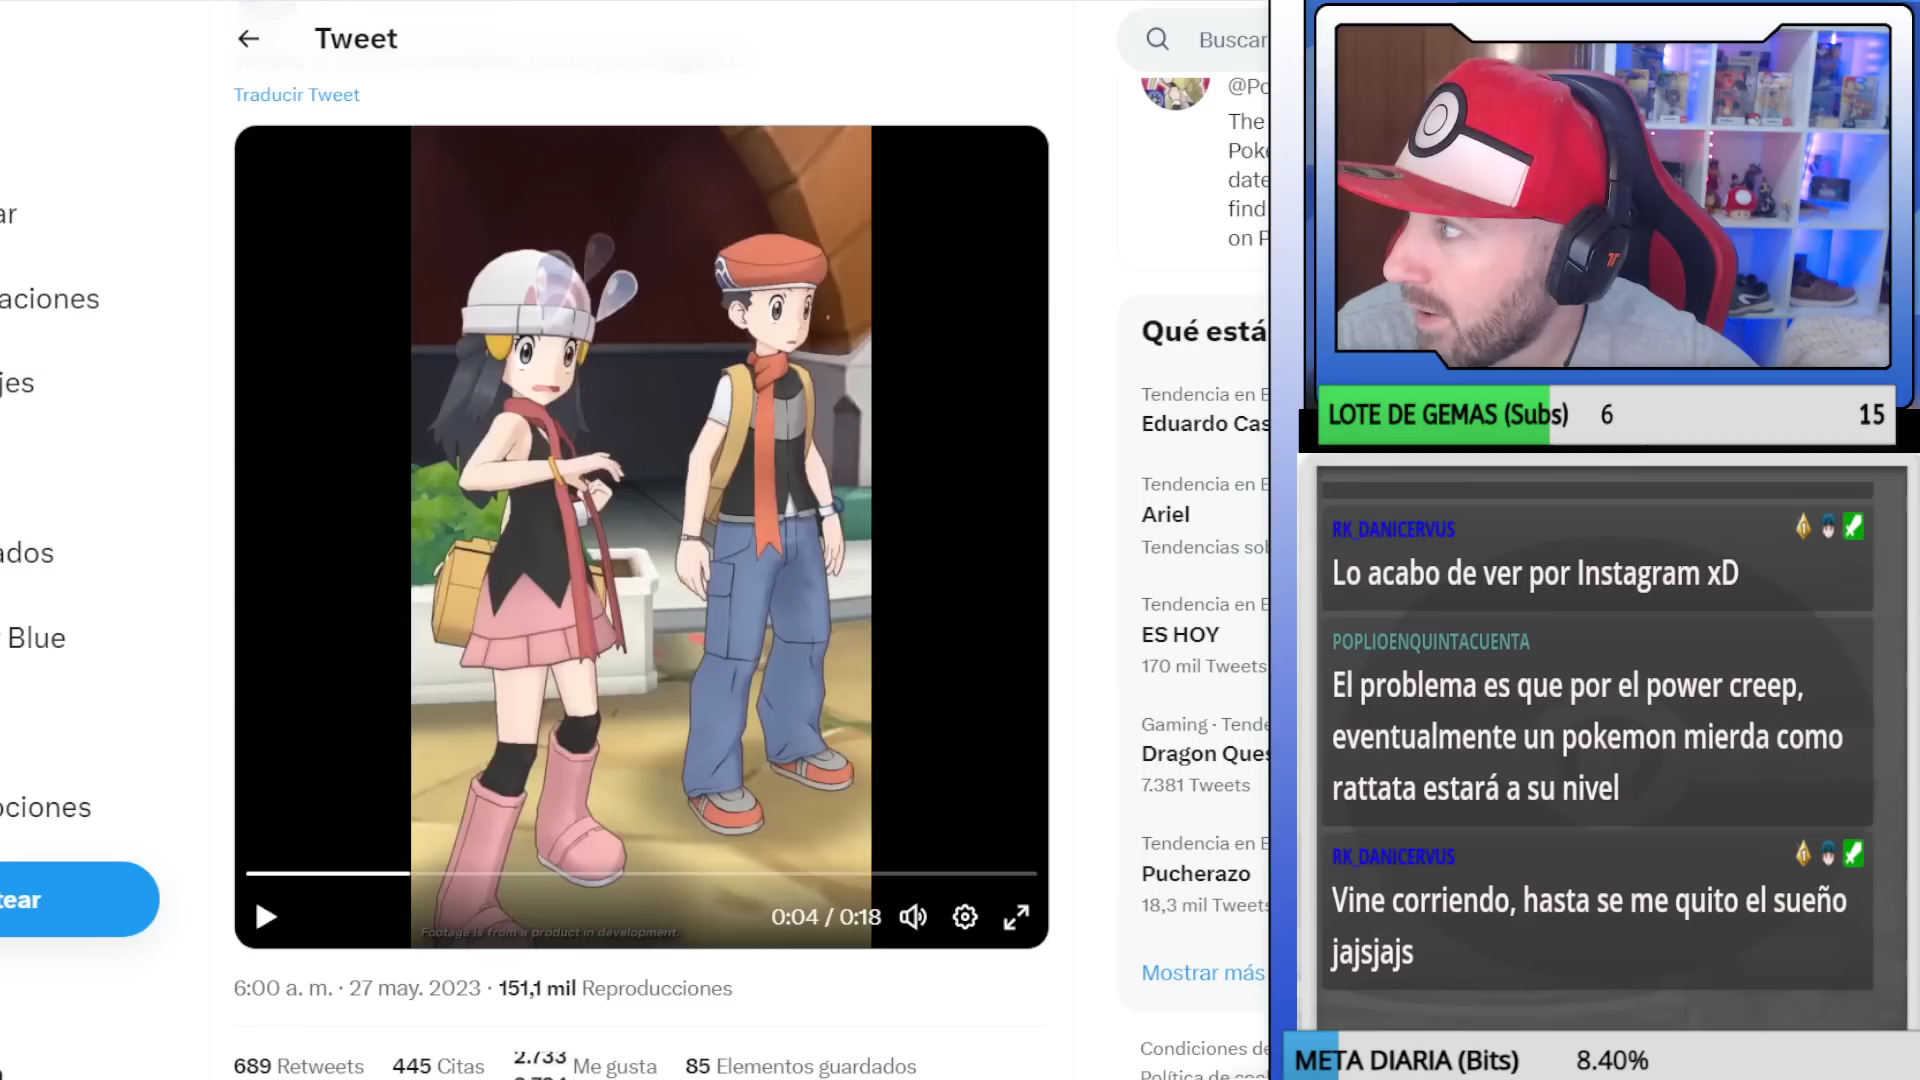 Tweet
Traducir Tweet
Buscar
@Po
The
Poké
date
find
on P
ar
aciones
jes
ados
Blue
ociones
tear
Footage is from a product in development.
0:04 / 0:18
6:00 a. m. · 27 may. 2023 · 151,1 mil Reproducciones
689 Retweets 445 Citas 2.733 Me gusta 85 Elementos guardados
Qué está
Tendencia en E
Eduardo Cas
Tendencia en E
Ariel
Tendencias sob
Tendencia en E
ES HOY
170 mil Tweets
Gaming · Tende
Dragon Ques
7.381 Tweets
Tendencia en E
Pucherazo
18,3 mil Tweets
Mostrar más
Condiciones de
LOTE DE GEMAS (Subs) 6 15
RK_DANICERVUS
Lo acabo de ver por Instagram xD
POPLIOENQUINTACUENTA
El problema es que por el power creep,
eventualmente un pokemon mierda como
rattata estará a su nivel
RK_DANICERVUS
Vine corriendo, hasta se me quito el sueño
jajsjajs
META DIARIA (Bits) 8.40%